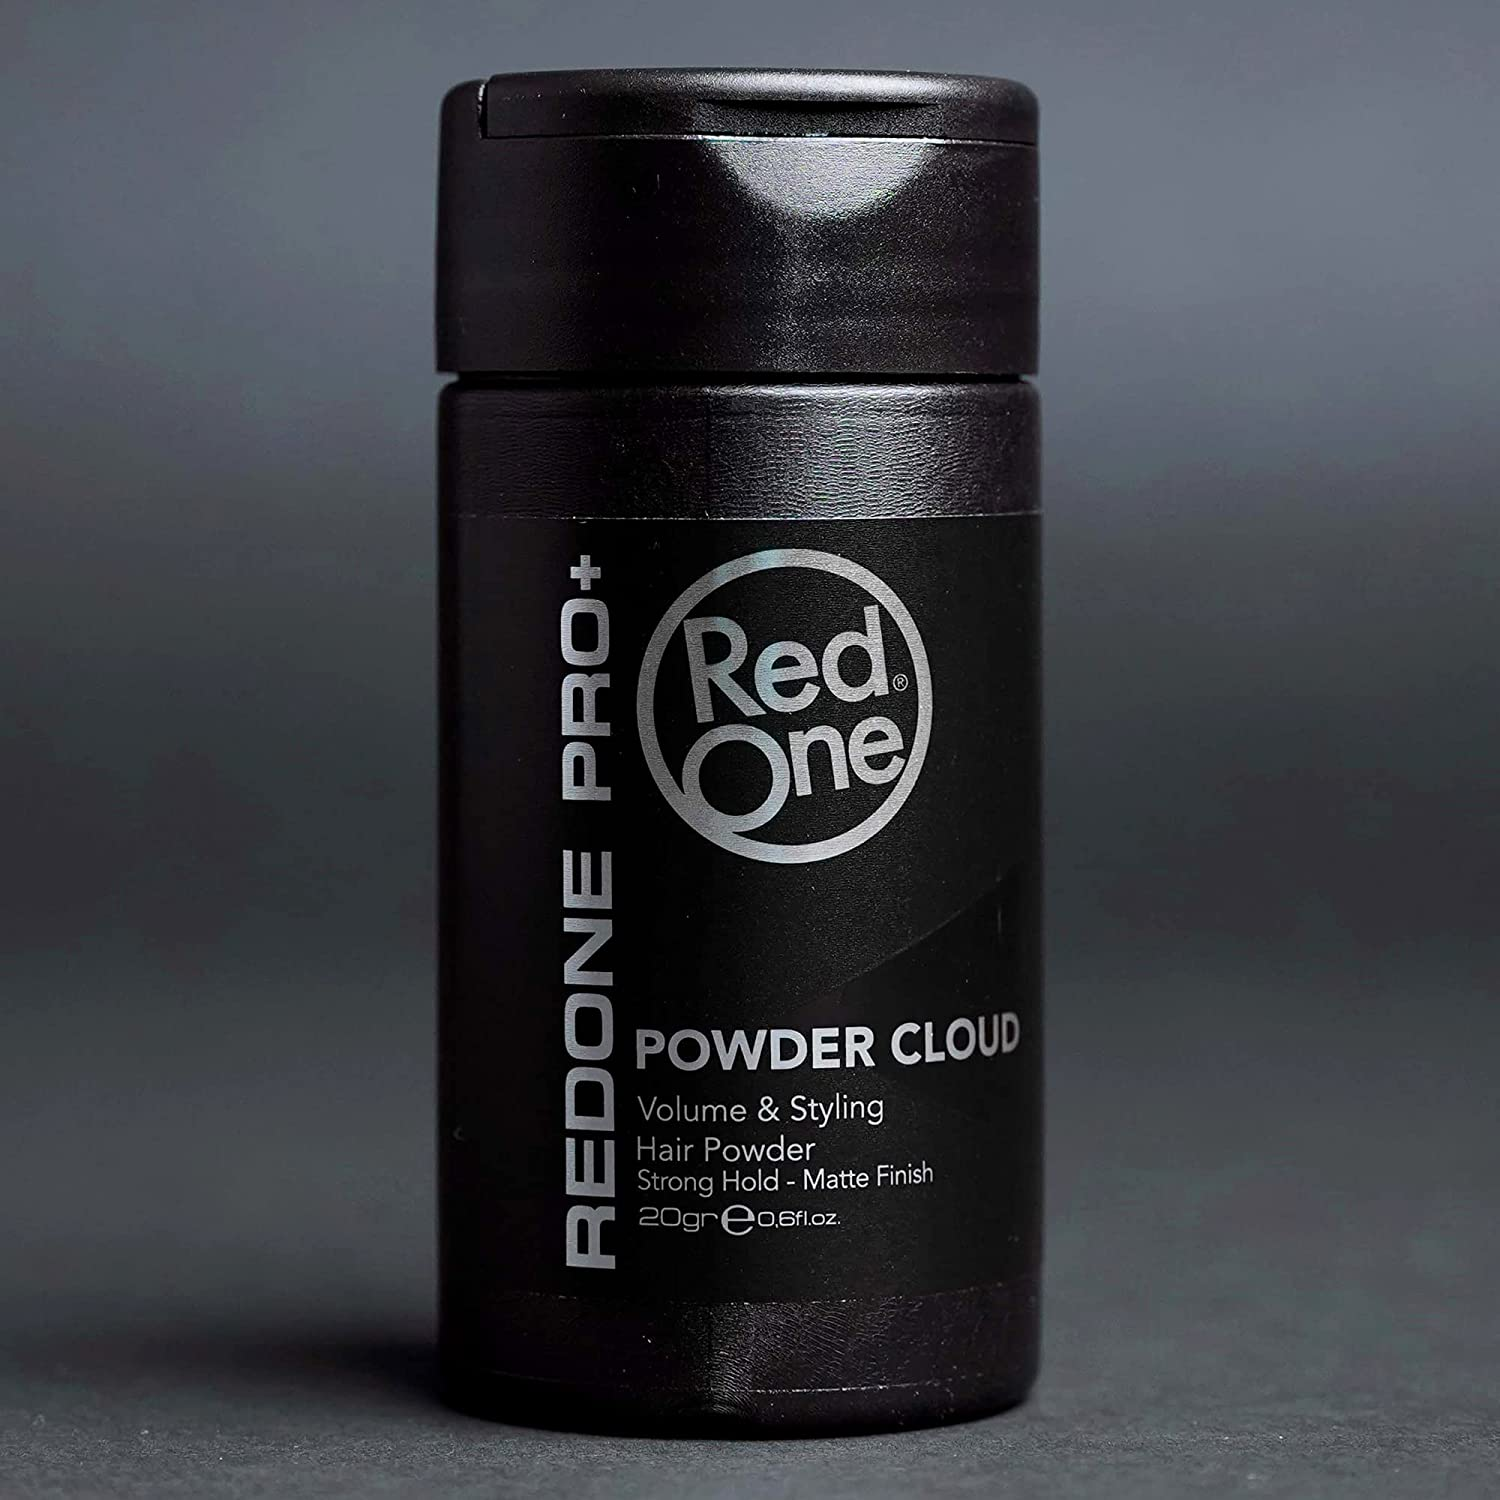 REDONE PRO+
Red
One®
POWDER CLOUD
Volume & Styling
Hair Powder
Strong Hold - Matte Finish
20gr℮0,6fl.oz.